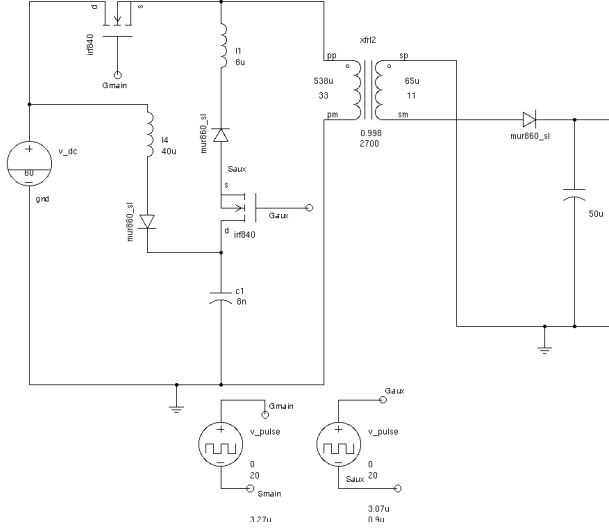 d
s
irf840
Gmain
l1
8u
mur860_sl
Saux
s
d
irf840
Gaux
l4
40u
mur860_sl
v_dc
60
gnd
c1
8n
xfrl2
pp
sp
538u
65u
33
11
pm
sm
0.998
2700
mur860_sl
50u
Gmain
v_pulse
0
20
Smain
3.27u
Gaux
v_pulse
0
20
Saux
3.07u
0.9u